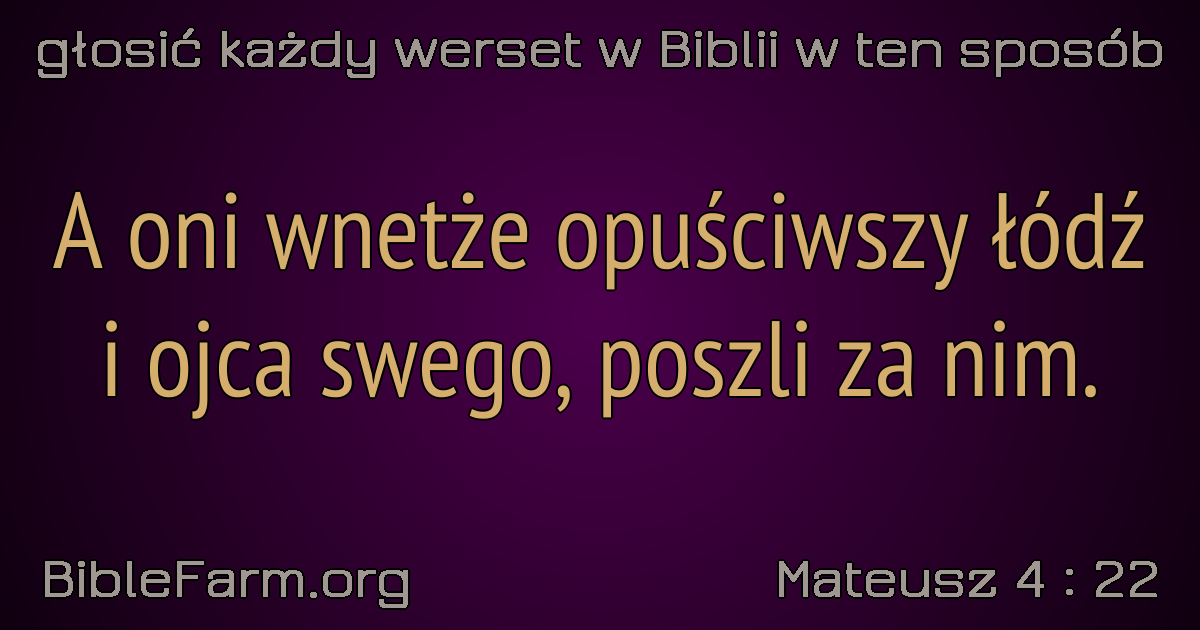 głosić każdy werset w Biblii w ten sposób
A oni wnetże opuściwszy łódź
i ojca swego, poszli za nim.
BibleFarm.org
Mateusz 4 : 22